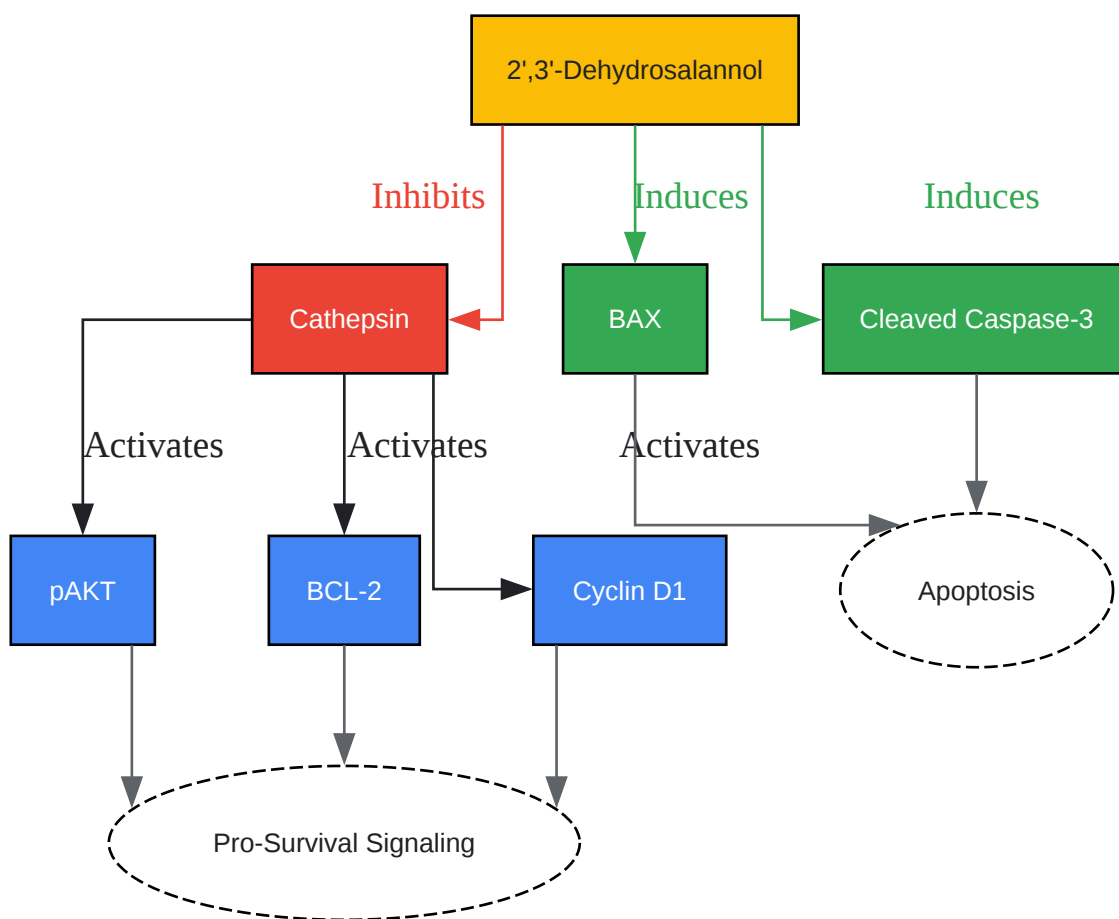 2',3'-Dehydrosalannol
Inhibits
Induces
Induces
Cathepsin
BAX
Cleaved Caspase-3
Activates
Activates
Activates
pAKT
BCL-2
Cyclin D1
Apoptosis
Pro-Survival Signaling